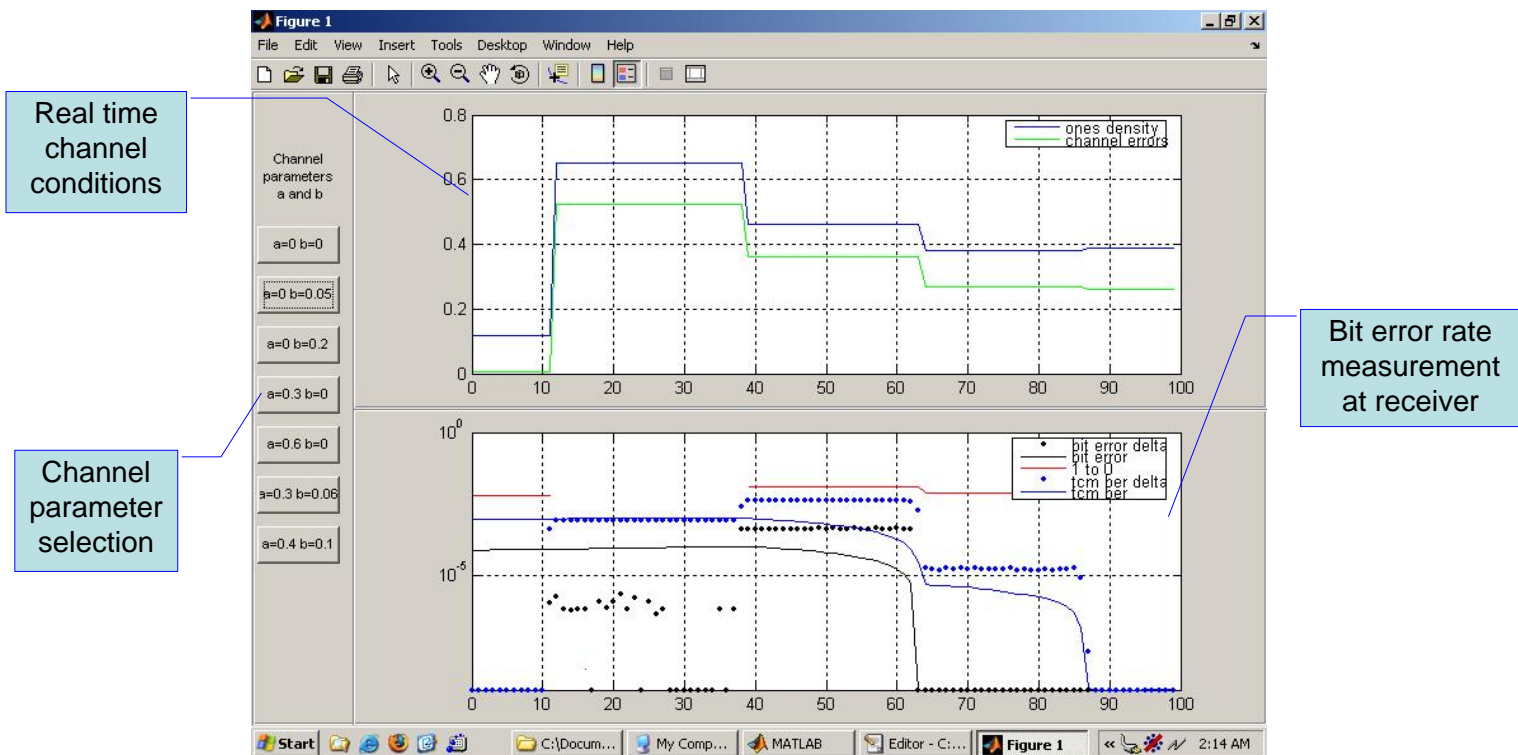 Figure 1
File Edit View Insert Tools Desktop Window Help
Real time
channel
conditions
Channel
parameters
a and b
a=0 b=0
a=0 b=0.05
a=0 b=0.2
a=0.3 b=0
a=0.6 b=0
a=0.3 b=0.06
a=0.4 b=0.1
Channel
parameter
selection
0.8
0.6
0.4
0.2
0
0 10 20 30 40 50 60 70 80 90 100
ones density
channel errors
Bit error rate
measurement
at receiver
10^0
10^-5
0 10 20 30 40 50 60 70 80 90 100
bit error delta
bit error
1 to 0
tcm ber delta
tcm ber
Start C:\Docum... My Comp... MATLAB Editor - C:... Figure 1 « 2:14 AM